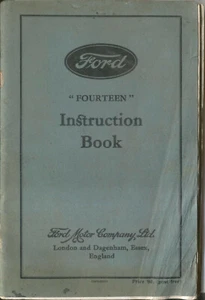 Ford
"FOURTEEN"
Instruction
Book
Ford Motor Company, Ltd.
London and Dagenham, Essex,
England